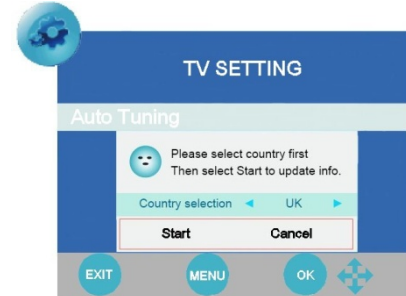 TV SETTING
Auto Tuning
Please select country first
Then select Start to update info.
Country selection UK
Start Cancel
EXIT MENU OK